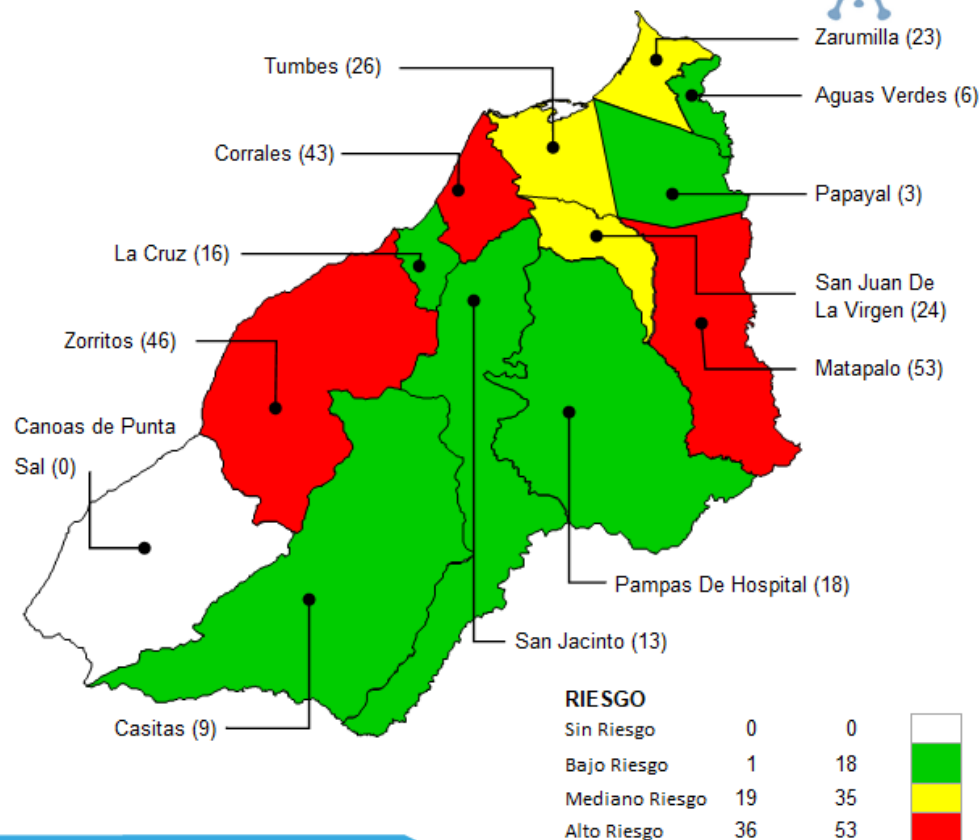 Zarumilla (23)
Tumbes (26)
Aguas Verdes (6)
Corrales (43)
Papayal (3)
La Cruz (16)
San Juan De
La Virgen (24)
Zorritos (46)
Matapalo (53)
Canoas de Punta
Sal (0)
Pampas De Hospital (18)
San Jacinto (13)
Casitas (9)
RIESGO
Sin Riesgo 0 0
Bajo Riesgo 1 18
Mediano Riesgo 19 35
Alto Riesgo 36 53